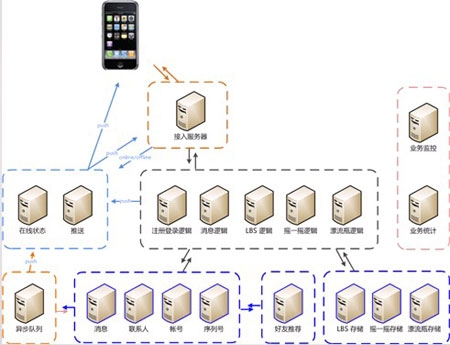 push
接入服务器
push
online/offline
业务监控
在线状态
推送
push
注册登录逻辑
消息逻辑
LBS 逻辑
摇一摇逻辑
漂流瓶逻辑
业务统计
push
异步队列
消息
联系人
帐号
序列号
好友推荐
LBS 存储
摇一摇存储
漂流瓶存储